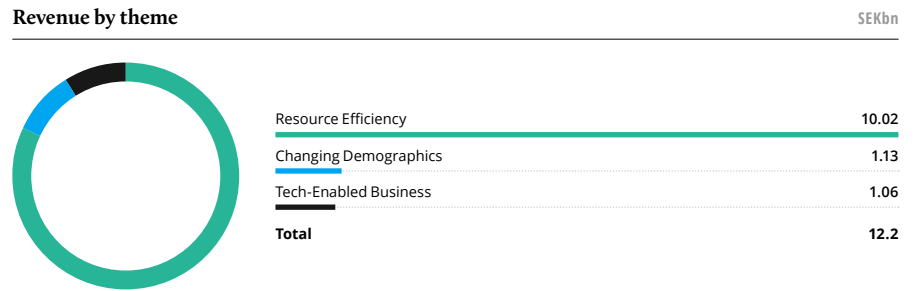 Revenue by theme SEKbn
Resource Efficiency 10.02
Changing Demographics 1.13
Tech-Enabled Business 1.06
Total 12.2